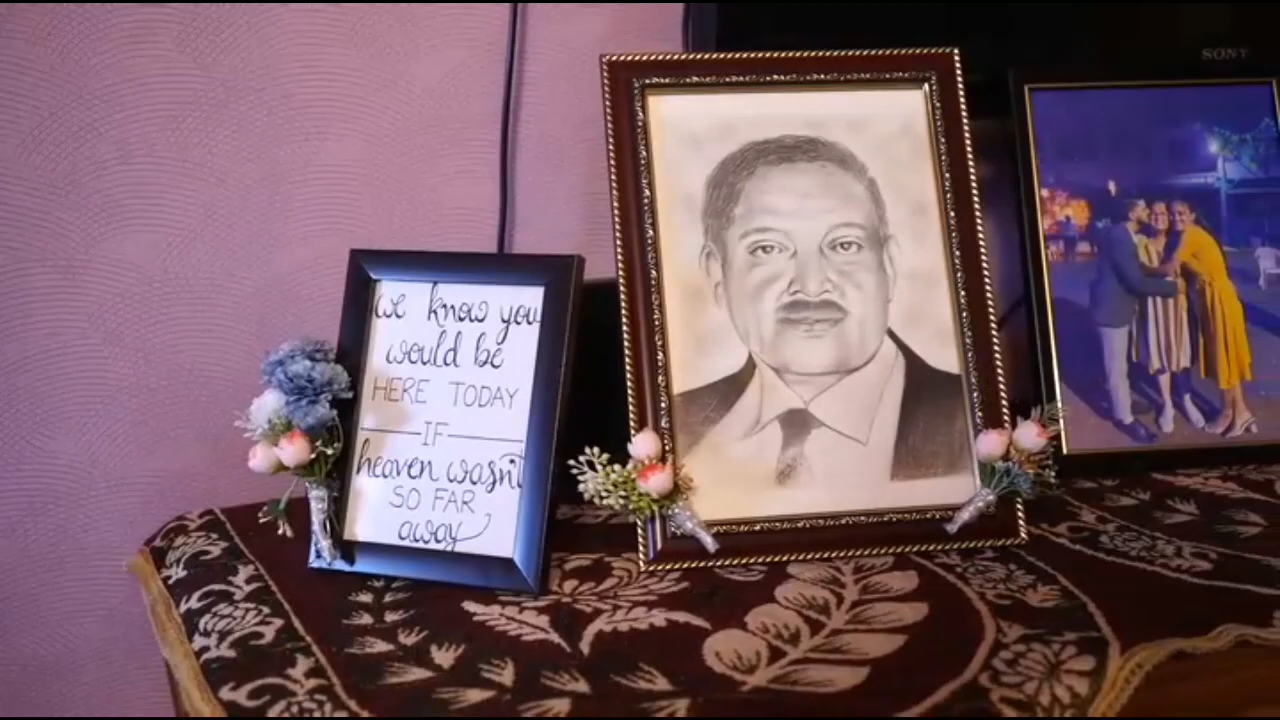 we know you
would be
HERE TODAY
IF
heaven wasn't
SO FAR
away
SONY